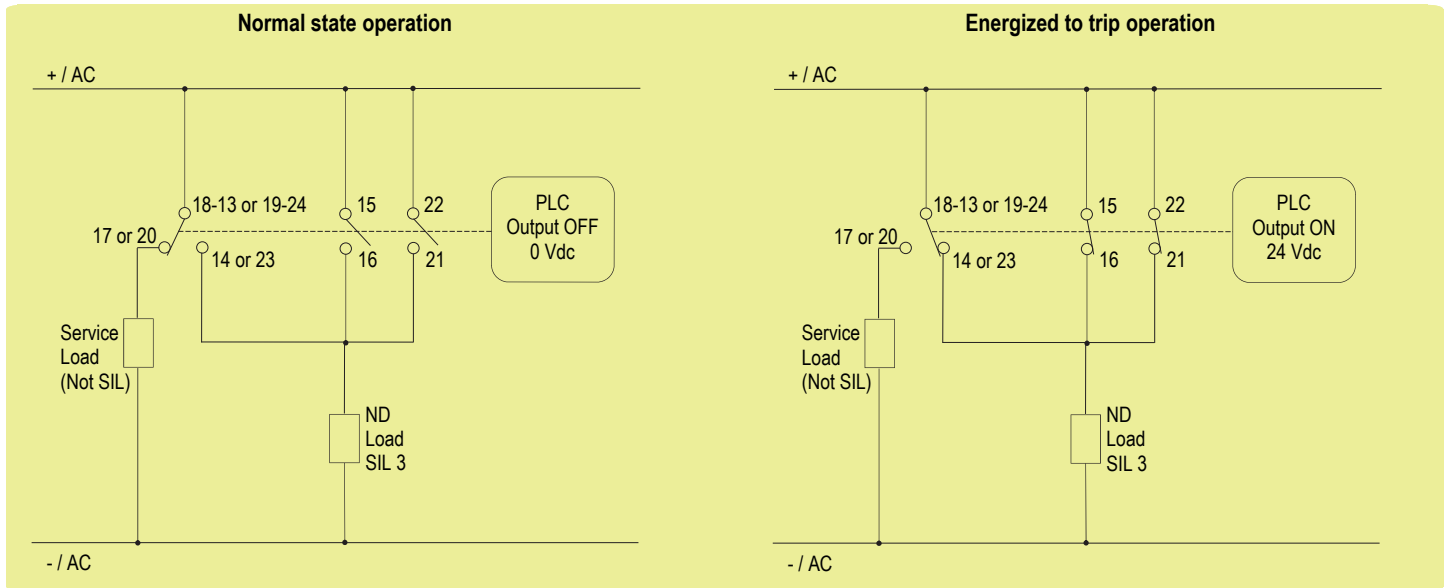 Normal state operation
+ / AC
18-13 or 19-24
15
22
17 or 20
14 or 23
16
21
PLC
Output OFF
0 Vdc
Service
Load
(Not SIL)
ND
Load
SIL 3
- / AC
Energized to trip operation
+ / AC
18-13 or 19-24
15
22
17 or 20
14 or 23
16
21
PLC
Output ON
24 Vdc
Service
Load
(Not SIL)
ND
Load
SIL 3
- / AC